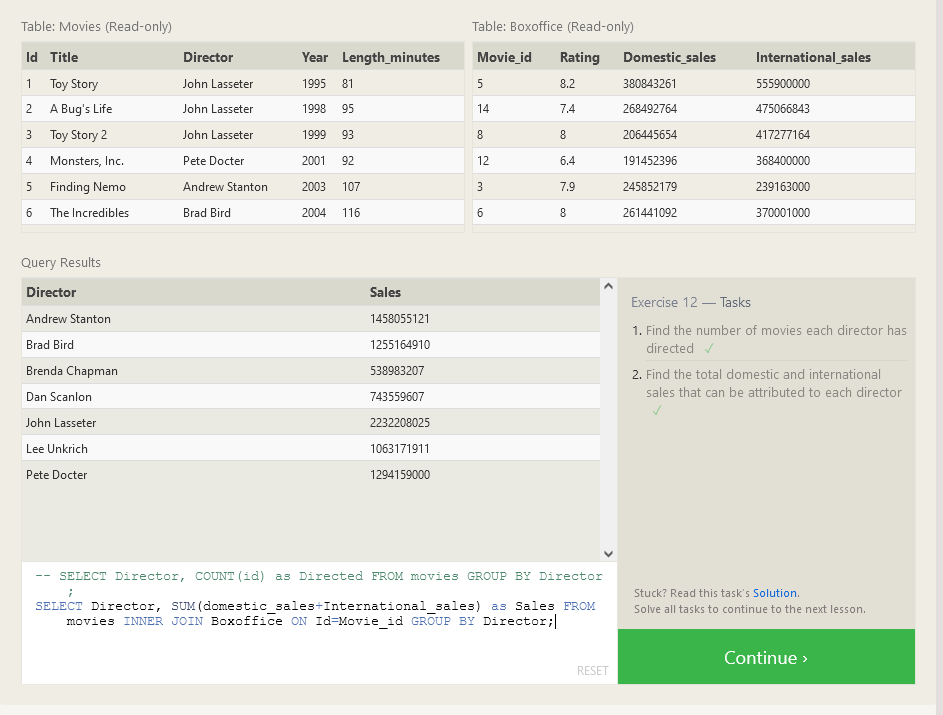 Table: Movies (Read-only)
Table: Boxoffice (Read-only)
Id Title Director Year Length_minutes
1 Toy Story John Lasseter 1995 81
2 A Bug's Life John Lasseter 1998 95
3 Toy Story 2 John Lasseter 1999 93
4 Monsters, Inc. Pete Docter 2001 92
5 Finding Nemo Andrew Stanton 2003 107
6 The Incredibles Brad Bird 2004 116
Movie_id Rating Domestic_sales International_sales
5 8.2 380843261 555900000
14 7.4 268492764 475066843
8 8 206445654 417277164
12 6.4 191452396 368400000
3 7.9 245852179 239163000
6 8 261441092 370001000
Query Results
Director Sales
Andrew Stanton 1458055121
Brad Bird 1255164910
Brenda Chapman 538983207
Dan Scanlon 743559607
John Lasseter 2232208025
Lee Unkrich 1063171911
Pete Docter 1294159000
-- SELECT Director, COUNT(id) as Directed FROM movies GROUP BY Director
;
SELECT Director, SUM(domestic_sales+International_sales) as Sales FROM
movies INNER JOIN Boxoffice ON Id=Movie_id GROUP BY Director;
RESET
Exercise 12 — Tasks
1. Find the number of movies each director has
directed ✓
2. Find the total domestic and international
sales that can be attributed to each director
✓
Stuck? Read this task's Solution.
Solve all tasks to continue to the next lesson.
Continue ›